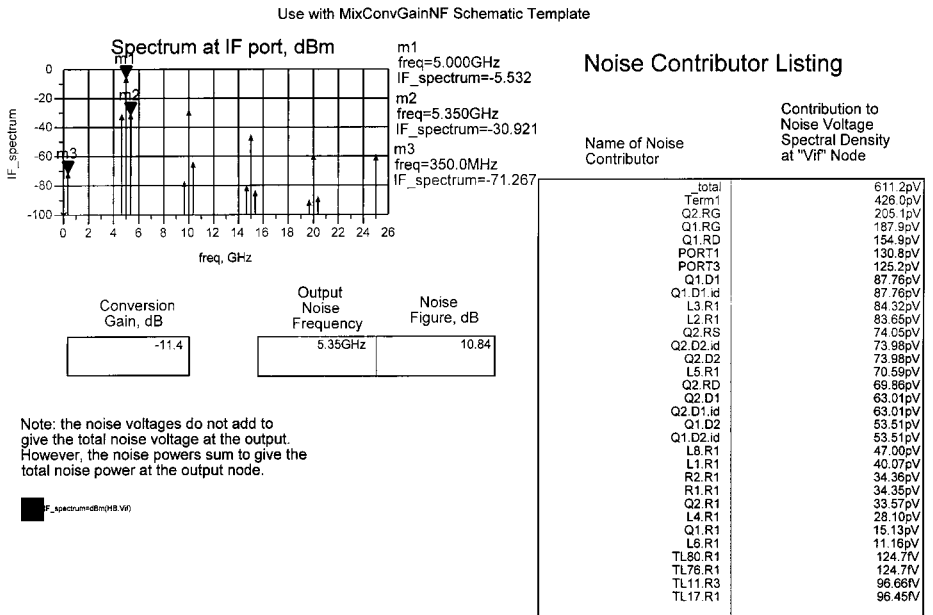 Use with MixConvGainNF Schematic Template
Spectrum at IF port, dBm
m1
m2
m3
0
-20
-40
-60
-80
-100
IF_spectrum
0 2 4 6 8 10 12 14 16 18 20 22 24 26
freq, GHz
m1
freq=5.000GHz
IF_spectrum=-5.532
m2
freq=5.350GHz
IF_spectrum=-30.921
m3
freq=350.0MHz
IF_spectrum=-71.267
Conversion
Gain, dB
-11.4
Output
Noise
Frequency
Noise
Figure, dB
5.35GHz 10.84
Note: the noise voltages do not add to
give the total noise voltage at the output.
However, the noise powers sum to give the
total noise power at the output node.
F_spectrum=dBm(HB.Vif)
Noise Contributor Listing
Name of Noise
Contributor
Contribution to
Noise Voltage
Spectral Density
at "Vif" Node
_total 611.2pV
Term1 426.0pV
Q2.RG 205.1pV
Q1.RG 187.9pV
Q1.RD 154.9pV
PORT1 130.8pV
PORT3 125.2pV
Q1.D1 87.76pV
Q1.D1.id 87.76pV
L3.R1 84.32pV
L2.R1 83.65pV
Q2.RS 74.05pV
Q2.D2.id 73.98pV
Q2.D2 73.98pV
L5.R1 70.59pV
Q2.RD 69.86pV
Q2.D1 63.01pV
Q2.D1.id 63.01pV
Q1.D2 53.51pV
Q1.D2.id 53.51pV
L8.R1 47.00pV
L1.R1 40.07pV
R2.R1 34.36pV
R1.R1 34.35pV
Q2.R1 33.57pV
L4.R1 28.10pV
Q1.R1 15.13pV
L6.R1 11.16pV
TL80.R1 124.7fV
TL76.R1 124.7fV
TL11.R3 96.66fV
TL17.R1 96.45fV